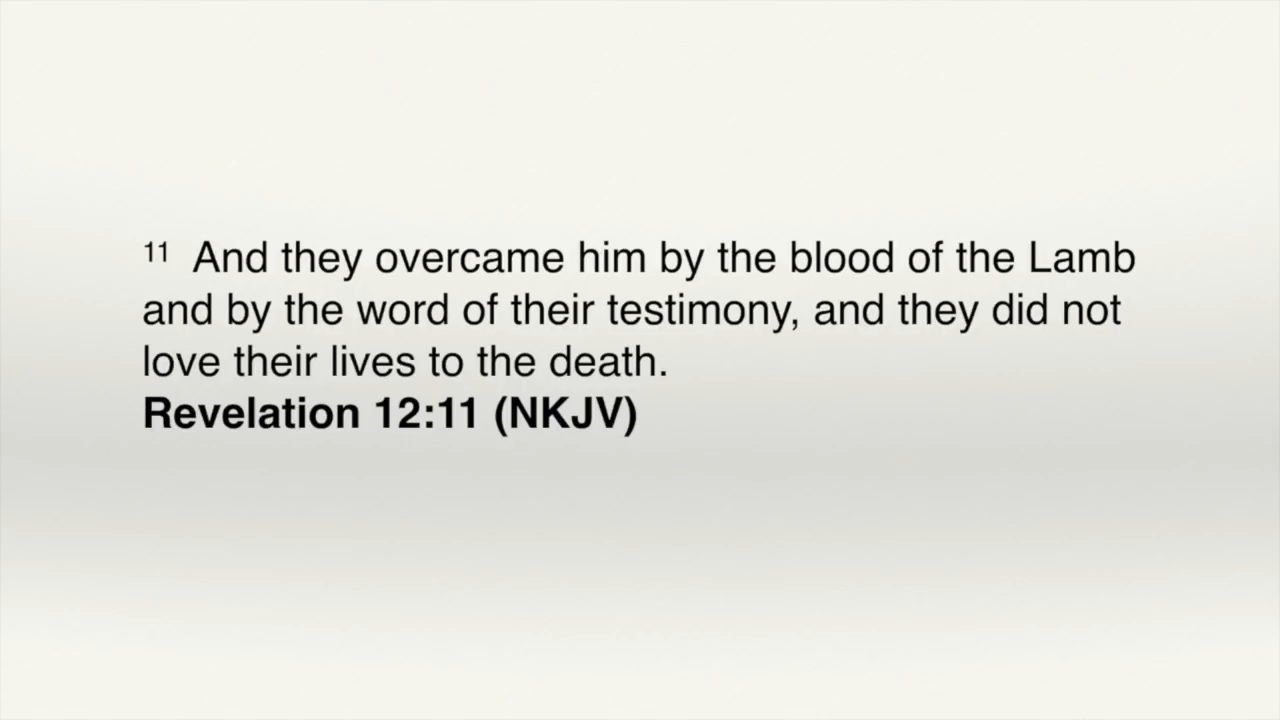 11 And they overcame him by the blood of the Lamb
and by the word of their testimony, and they did not
love their lives to the death.
Revelation 12:11 (NKJV)